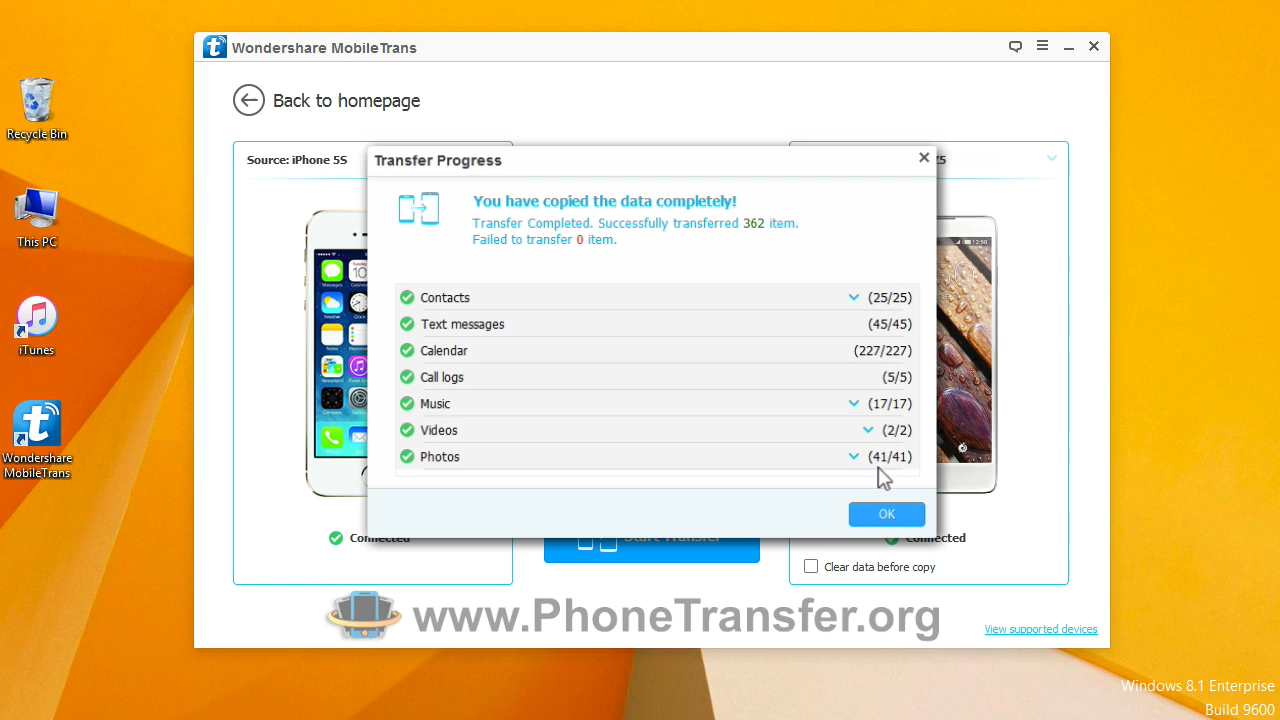 Wondershare MobileTrans
Back to homepage
Recycle Bin
This PC
iTunes
Wondershare
MobileTrans
Source: iPhone 5S
Transfer Progress
You have copied the data completely!
Transfer Completed. Successfully transferred 362 item.
Failed to transfer 0 item.
Contacts (25/25)
Text messages (45/45)
Calendar (227/227)
Call logs (5/5)
Music (17/17)
Videos (2/2)
Photos (41/41)
OK
Connected
Start Transfer
Connected
Clear data before copy
www.PhoneTransfer.org
View supported devices
Windows 8.1 Enterprise
Build 9600